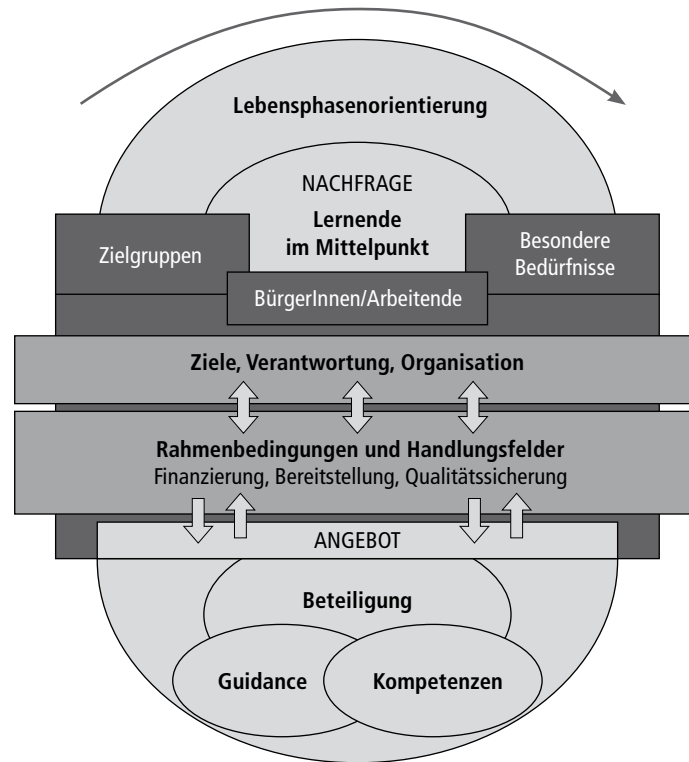 Lebensphasenorientierung
NACHFRAGE
Lernende
im Mittelpunkt
Zielgruppen
Besondere
Bedürfnisse
BürgerInnen/Arbeitende
Ziele, Verantwortung, Organisation
Rahmenbedingungen und Handlungsfelder
Finanzierung, Bereitstellung, Qualitätssicherung
ANGEBOT
Beteiligung
Guidance
Kompetenzen